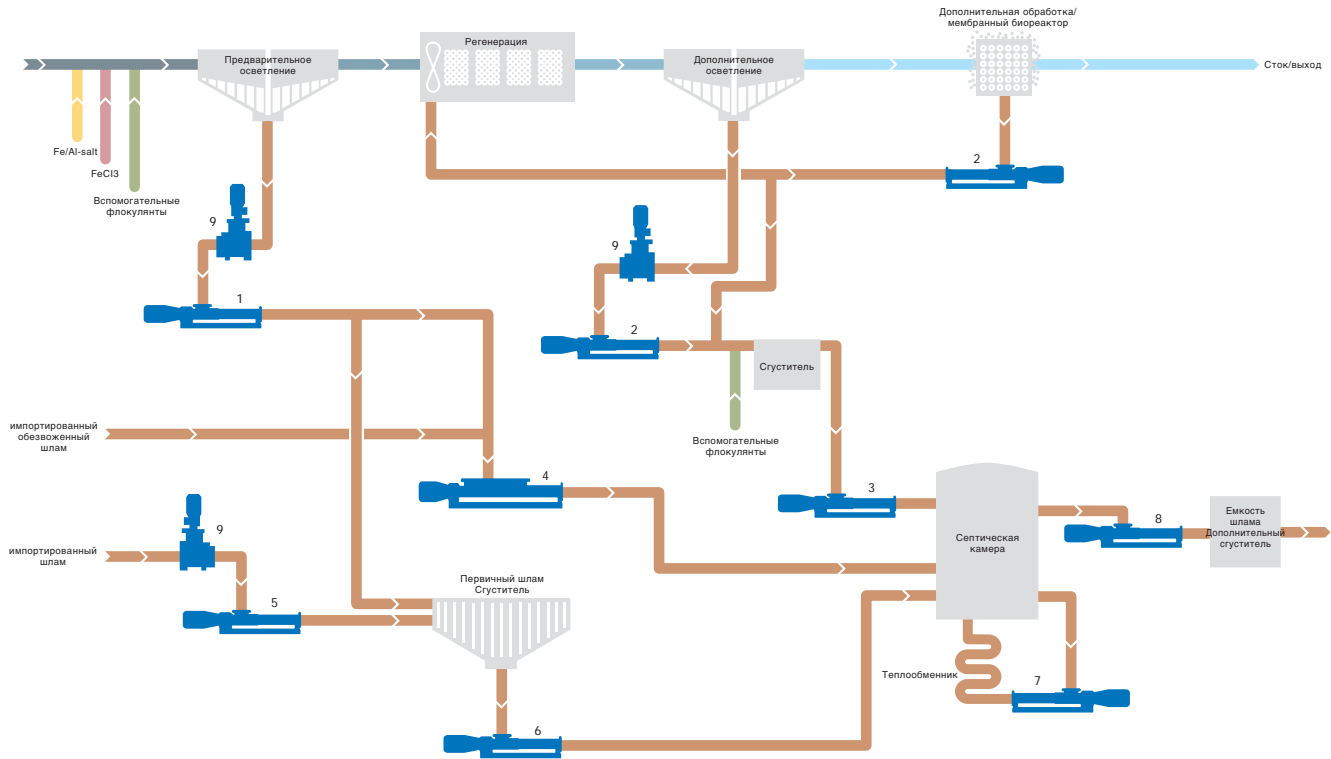 Дополнительная обработка/
мембранный биореактор
Регенерация
Предварительное
осветление
Дополнительное
осветление
Сток/выход
Fe/Al-salt
FeCl3
Вспомогательные
флокулянты
2
9
9
1
2
Сгуститель
импортированный
обезвоженный
шлам
Вспомогательные
флокулянты
4
3
9
8
Емкость
шлама
Дополнительный
сгуститель
Септическая
камера
импортированный
шлам
Первичный шлам
Сгуститель
5
Теплообменник
7
6